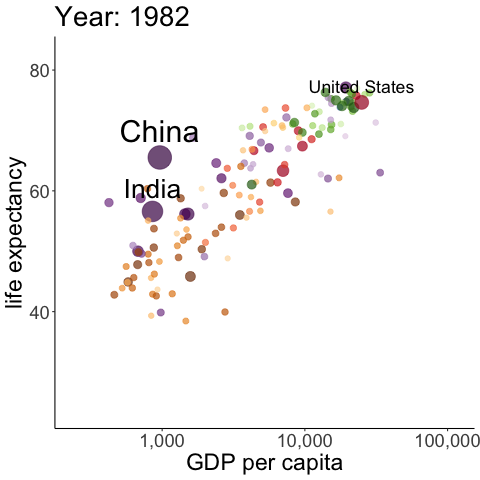 Year: 1982
80
60
40
life expectancy
United States
China
India
1,000
10,000
100,000
GDP per capita